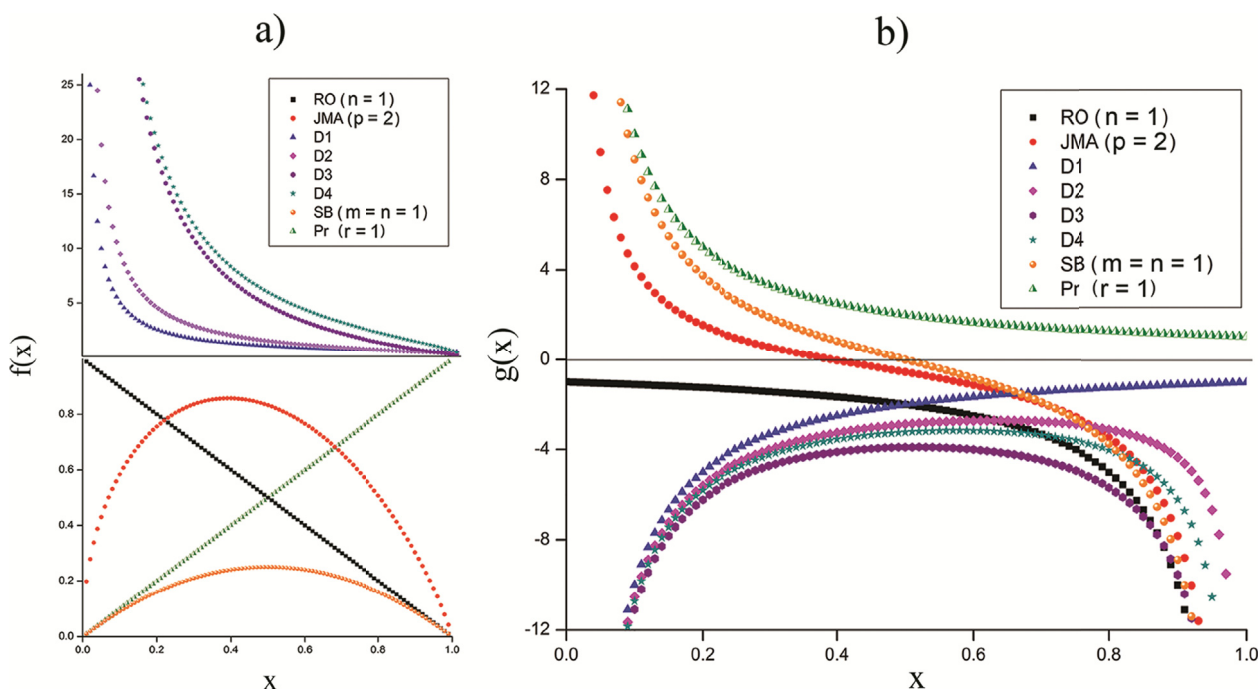 a)
25
20
15
10
5
0.8
0.6
0.4
0.2
0.0
0.0 0.2 0.4 0.6 0.8 1.0
f(x)
x
RO (n = 1)
JMA (p = 2)
D1
D2
D3
D4
SB (m = n = 1)
Pr (r = 1)
b)
12
8
4
0
-4
-8
-12
0.0 0.2 0.4 0.6 0.8 1.0
g(x)
x
RO (n = 1)
JMA (p = 2)
D1
D2
D3
D4
SB (m = n = 1)
Pr (r = 1)